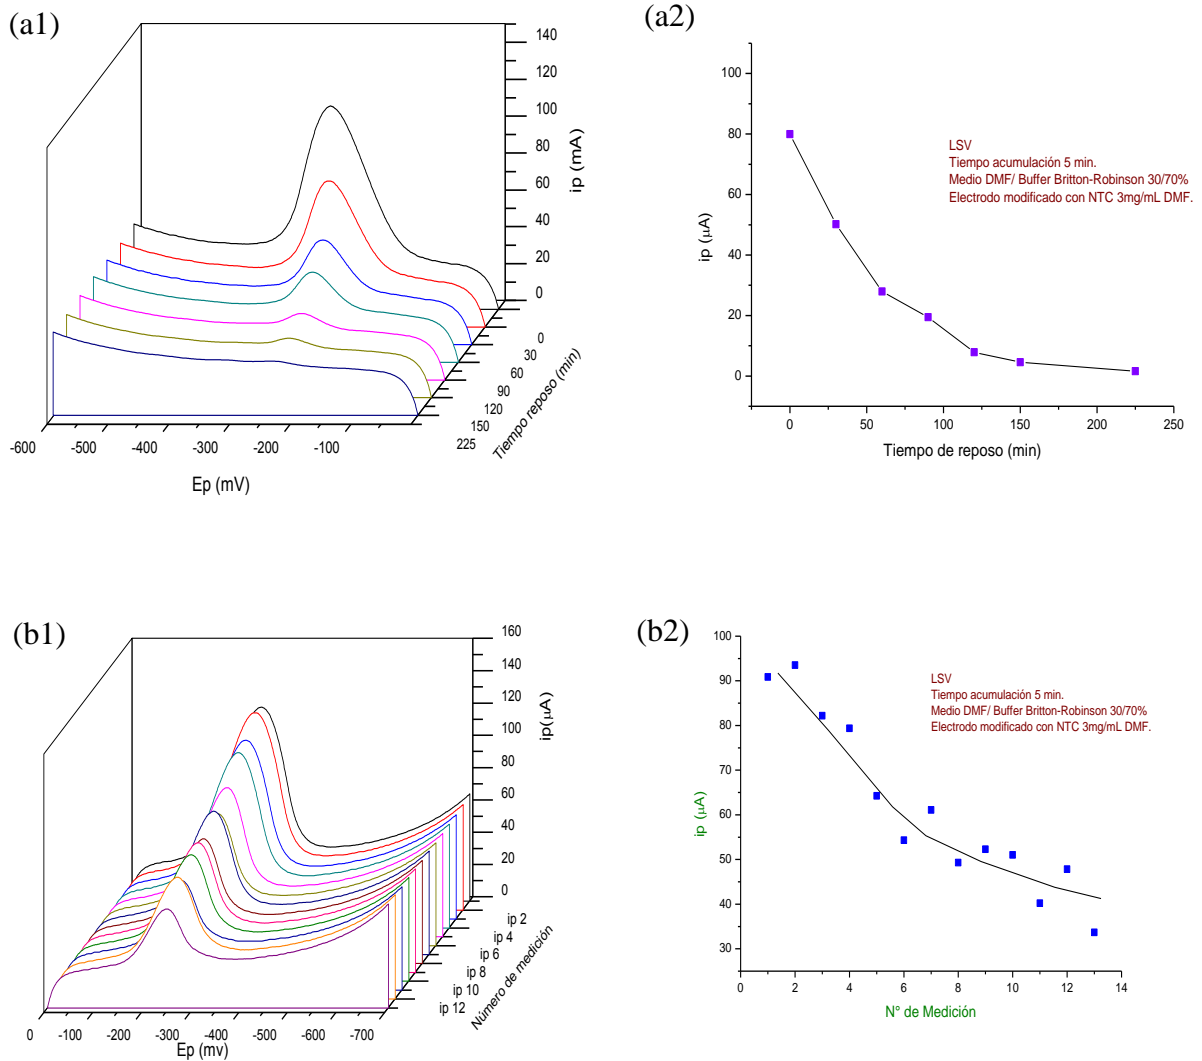 (a1)
140
120
100
80
60
40
20
0
ip (mA)
0
30
60
90
120
150
225
Tiempo reposo (min)
-600
-500
-400
-300
-200
-100
Ep (mV)
(a2)
100
80
60
40
20
0
ip (µA)
LSV
Tiempo acumulación 5 min.
Medio DMF/ Buffer Britton-Robinson 30/70%
Electrodo modificado con NTC 3mg/mL DMF.
0
50
100
150
200
250
Tiempo de reposo (min)
(b1)
160
140
120
100
80
60
40
20
0
ip(µA)
ip 2
ip 4
ip 6
ip 8
ip 10
ip 12
Número de medición
0
-100
-200
-300
-400
-500
-600
-700
Ep (mv)
(b2)
100
90
80
70
60
50
40
30
ip (µA)
LSV
Tiempo acumulación 5 min.
Medio DMF/ Buffer Britton-Robinson 30/70%
Electrodo modificado con NTC 3mg/mL DMF.
0
2
4
6
8
10
12
14
N° de Medición